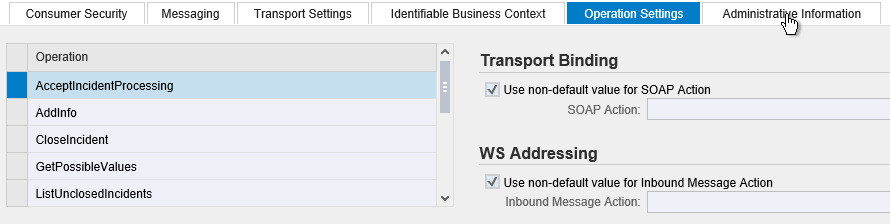 Consumer Security Messaging Transport Settings Identifiable Business Context Operation Settings Administrative Information
Operation
AcceptIncidentProcessing
AddInfo
CloseIncident
GetPossibleValues
ListUnclosedIncidents
Transport Binding
Use non-default value for SOAP Action
SOAP Action:
WS Addressing
Use non-default value for Inbound Message Action
Inbound Message Action: